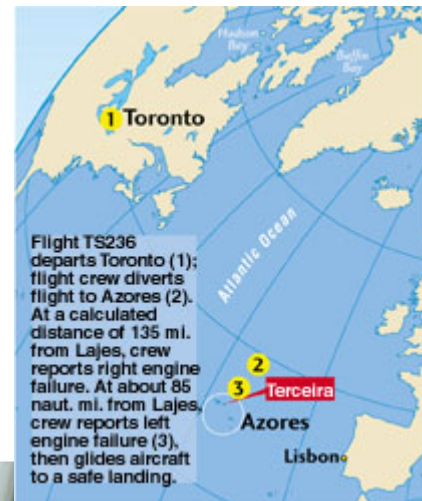 Hudson
Bay
Baffin
Bay
1 Toronto
Atlantic Ocean
Flight TS236
departs Toronto (1);
flight crew diverts
flight to Azores (2).
At a calculated
distance of 135 mi.
from Lajes, crew
reports right engine
failure. At about 85
naut. mi. from Lajes,
crew reports left
engine failure (3),
then glides aircraft
to a safe landing.
2
3
Terceira
Azores
Lisbon